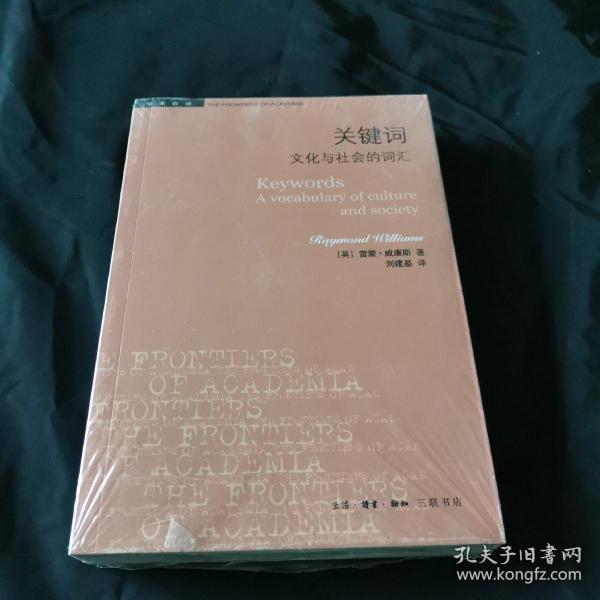 学术前沿 THE FRONTIERS OF ACADEMIA
关键词
文化与社会的词汇
Keywords
A vocabulary of culture
and society
Raymond Williams
[英] 雷蒙·威廉斯 著
刘建基 译
E FRONTIERS
OF ACADEMIA
FRONTIERS
THE FRONTIERS
OF ACADEMIA
THE FRONTIERS
OF ACADEMIA
生活·读书·新知 三联书店
孔夫子旧书网
www.kongfz.com